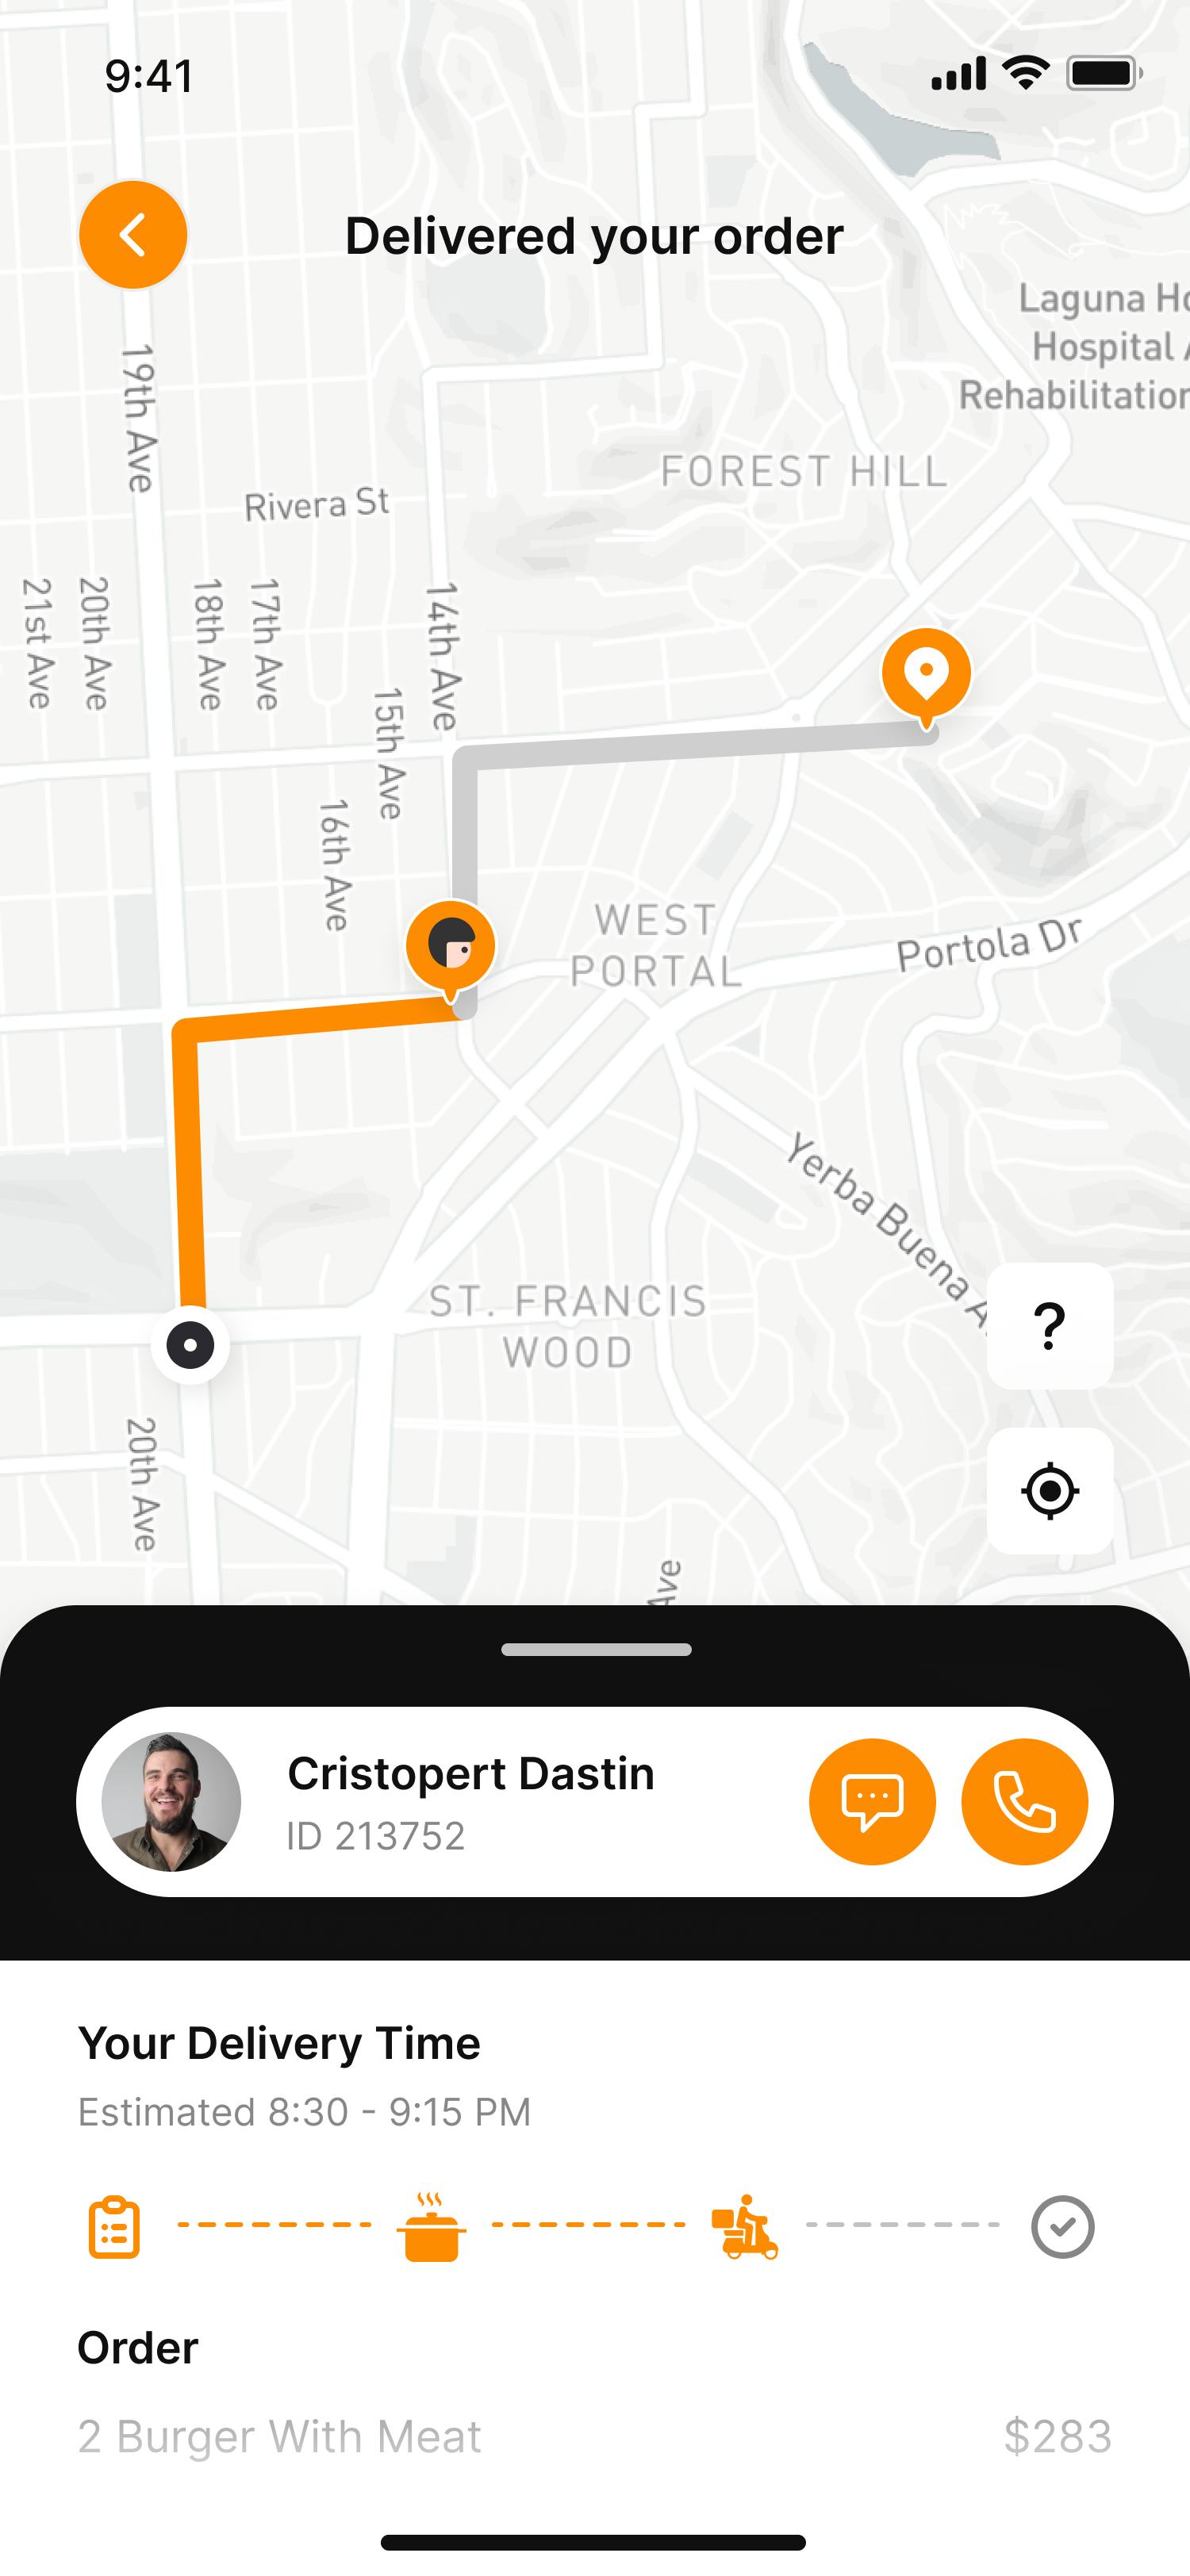 9:41
Delivered your order
Laguna Ho
Hospital A
Rehabilitation
19th Ave
FOREST HILL
Rivera St
21st Ave
20th Ave
18th Ave
17th Ave
14th Ave
15th Ave
16th Ave
WEST
PORTAL
Portola Dr
Yerba Buena A
ST. FRANCIS
WOOD
?
20th Ave
Ave
Cristopert Dastin
ID 213752
Your Delivery Time
Estimated 8:30 - 9:15 PM
Order
2 Burger With Meat
$283